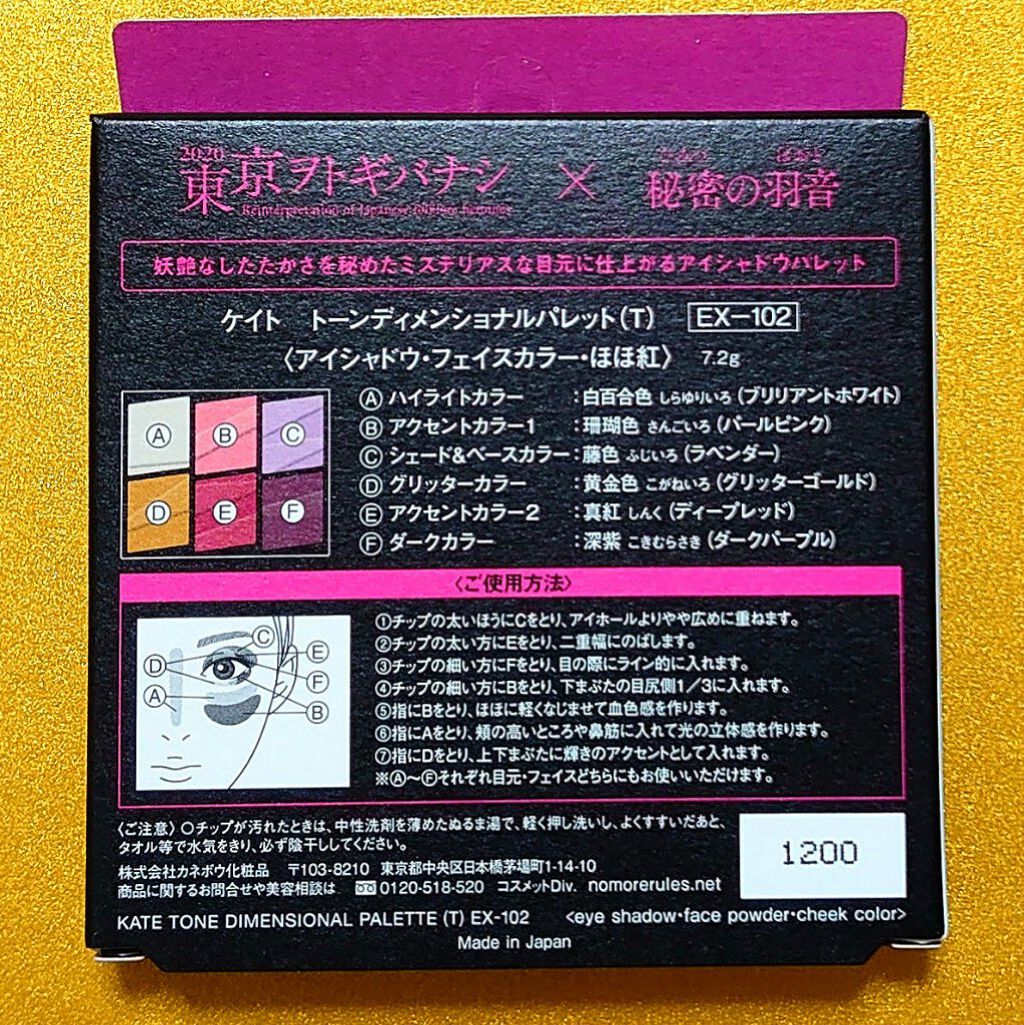 2020
東京ヲトギバナシ × 秘密の羽音
Reinterpretation of Japanese folklore heroines
妖艶なしたたかさを秘めたミステリアスな目元に仕上がるアイシャドウパレット
ケイト トーンディメンショナルパレット(T) EX-102
〈アイシャドウ・フェイスカラー・ほほ紅〉 7.2g
Ⓐ Ⓑ Ⓒ
Ⓓ Ⓔ Ⓕ
Ⓐ ハイライトカラー :白百合色 しらゆりいろ (ブリリアントホワイト)
Ⓑ アクセントカラー1 :珊瑚色 さんごいろ (パールピンク)
Ⓒ シェード&ベースカラー:藤色 ふじいろ (ラベンダー)
Ⓓ グリッターカラー :黄金色 こがねいろ (グリッターゴールド)
Ⓔ アクセントカラー2 :真紅 しんく (ディープレッド)
Ⓕ ダークカラー :深紫 こきむらさき (ダークパープル)
〈ご使用方法〉
Ⓒ
Ⓓ Ⓔ
Ⓐ Ⓕ
Ⓑ
①チップの太いほうにCをとり、アイホールよりやや広めに重ねます。
②チップの太い方にEをとり、二重幅にのばします。
③チップの細い方にFをとり、目の際にライン的に入れます。
④チップの細い方にBをとり、下まぶたの目尻側1/3に入れます。
⑤指にBをとり、ほほに軽くなじませて血色感を作ります。
⑥指にAをとり、頬の高いところや鼻筋に入れて光の立体感を作ります。
⑦指にDをとり、上下まぶたに輝きのアクセントとして入れます。
※Ⓐ〜Ⓕそれぞれ目元・フェイスどちらにもお使いいただけます。
〈ご注意〉○チップが汚れたときは、中性洗剤を薄めたぬるま湯で、軽く押し洗いし、よくすすいだあと、
タオル等で水気をきり、必ず陰干ししてください。
株式会社カネボウ化粧品 〒103-8210 東京都中央区日本橋茅場町1-14-10
商品に関するお問合せや美容相談は 0120-518-520 コスメットDiv. nomorerules.net
1200
KATE TONE DIMENSIONAL PALETTE (T) EX-102 <eye shadow・face powder・cheek color>
Made in Japan